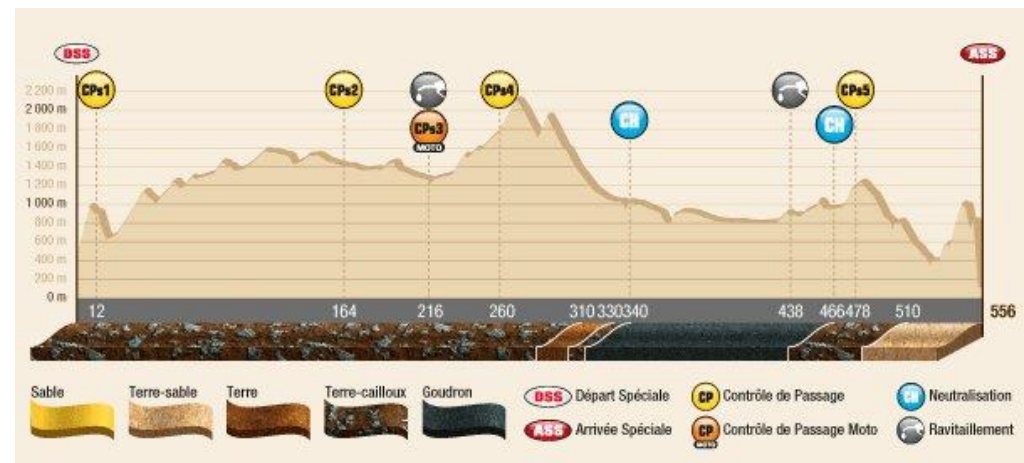 DSS
ASS
CPs1
CPs2
CPs4
CPs5
CPs3
MOTO
CH
CH
2 200 m
2 000 m
1 800 m
1 600 m
1 400 m
1 200 m
1 000 m
800 m
600 m
400 m
200 m
0 m
12 164 216 260 310 330 340 438 466 478 510 556
Sable Terre-sable Terre Terre-cailloux Goudron
DSS Départ Spéciale CP Contrôle de Passage CH Neutralisation
ASS Arrivée Spéciale CP MOTO Contrôle de Passage Moto Ravitaillement